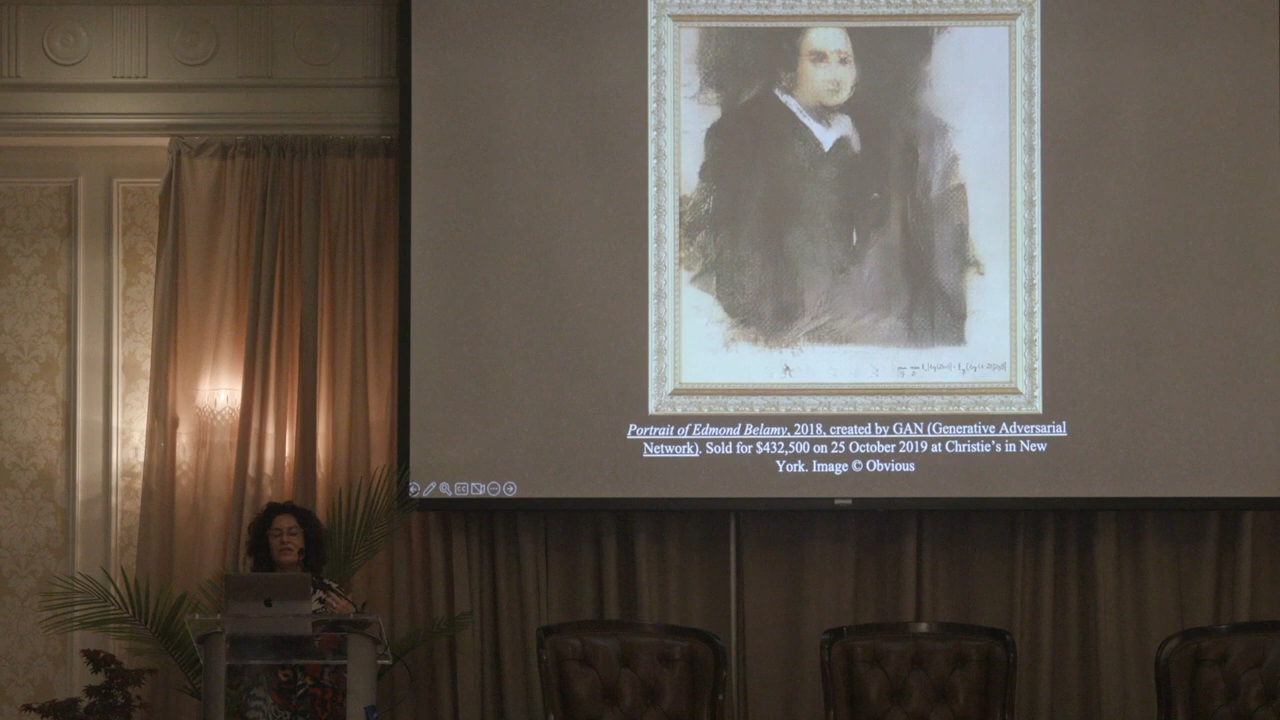 Portrait of Edmond Belamy, 2018, created by GAN (Generative Adversarial
Network). Sold for $432,500 on 25 October 2019 at Christie's in New
York. Image © Obvious
CC